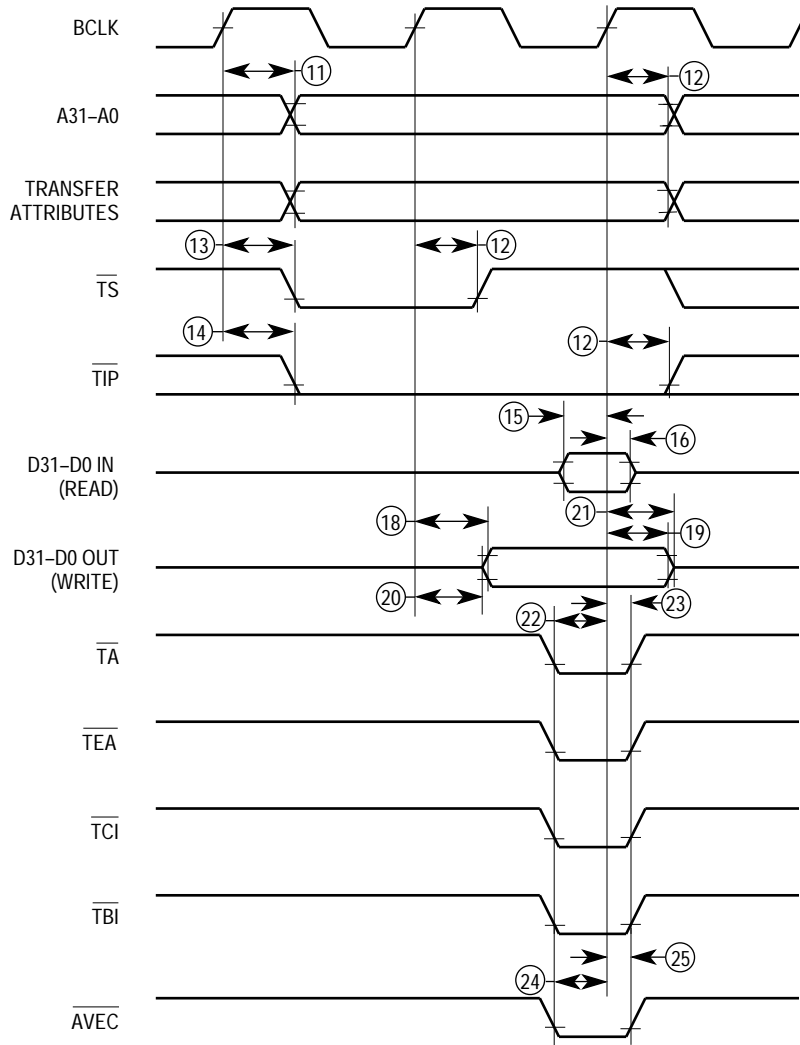 BCLK
11
12
A31–A0
TRANSFER
ATTRIBUTES
13
12
TS
14
12
TIP
15
16
D31–D0 IN
(READ)
21
18
19
D31–D0 OUT
(WRITE)
20
23
22
TA
TEA
TCI
TBI
25
24
AVEC